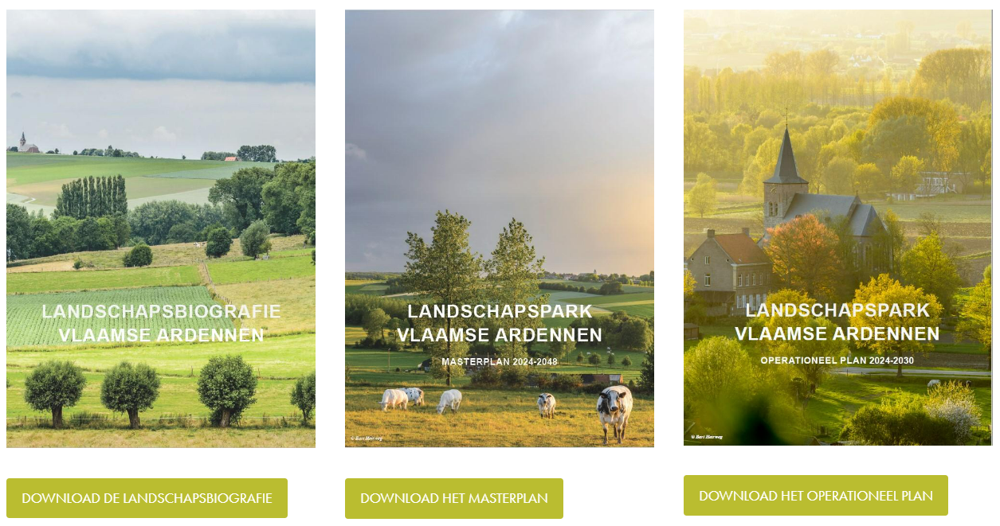 LANDSCHAPSBIOGRAFIE
VLAAMSE ARDENNEN
DOWNLOAD DE LANDSCHAPSBIOGRAFIE
LANDSCHAPSPARK
VLAAMSE ARDENNEN
MASTERPLAN 2024-2048
© Bart Heirweg
DOWNLOAD HET MASTERPLAN
LANDSCHAPSPARK
VLAAMSE ARDENNEN
OPERATIONEEL PLAN 2024-2030
© Bart Heirweg
DOWNLOAD HET OPERATIONEEL PLAN